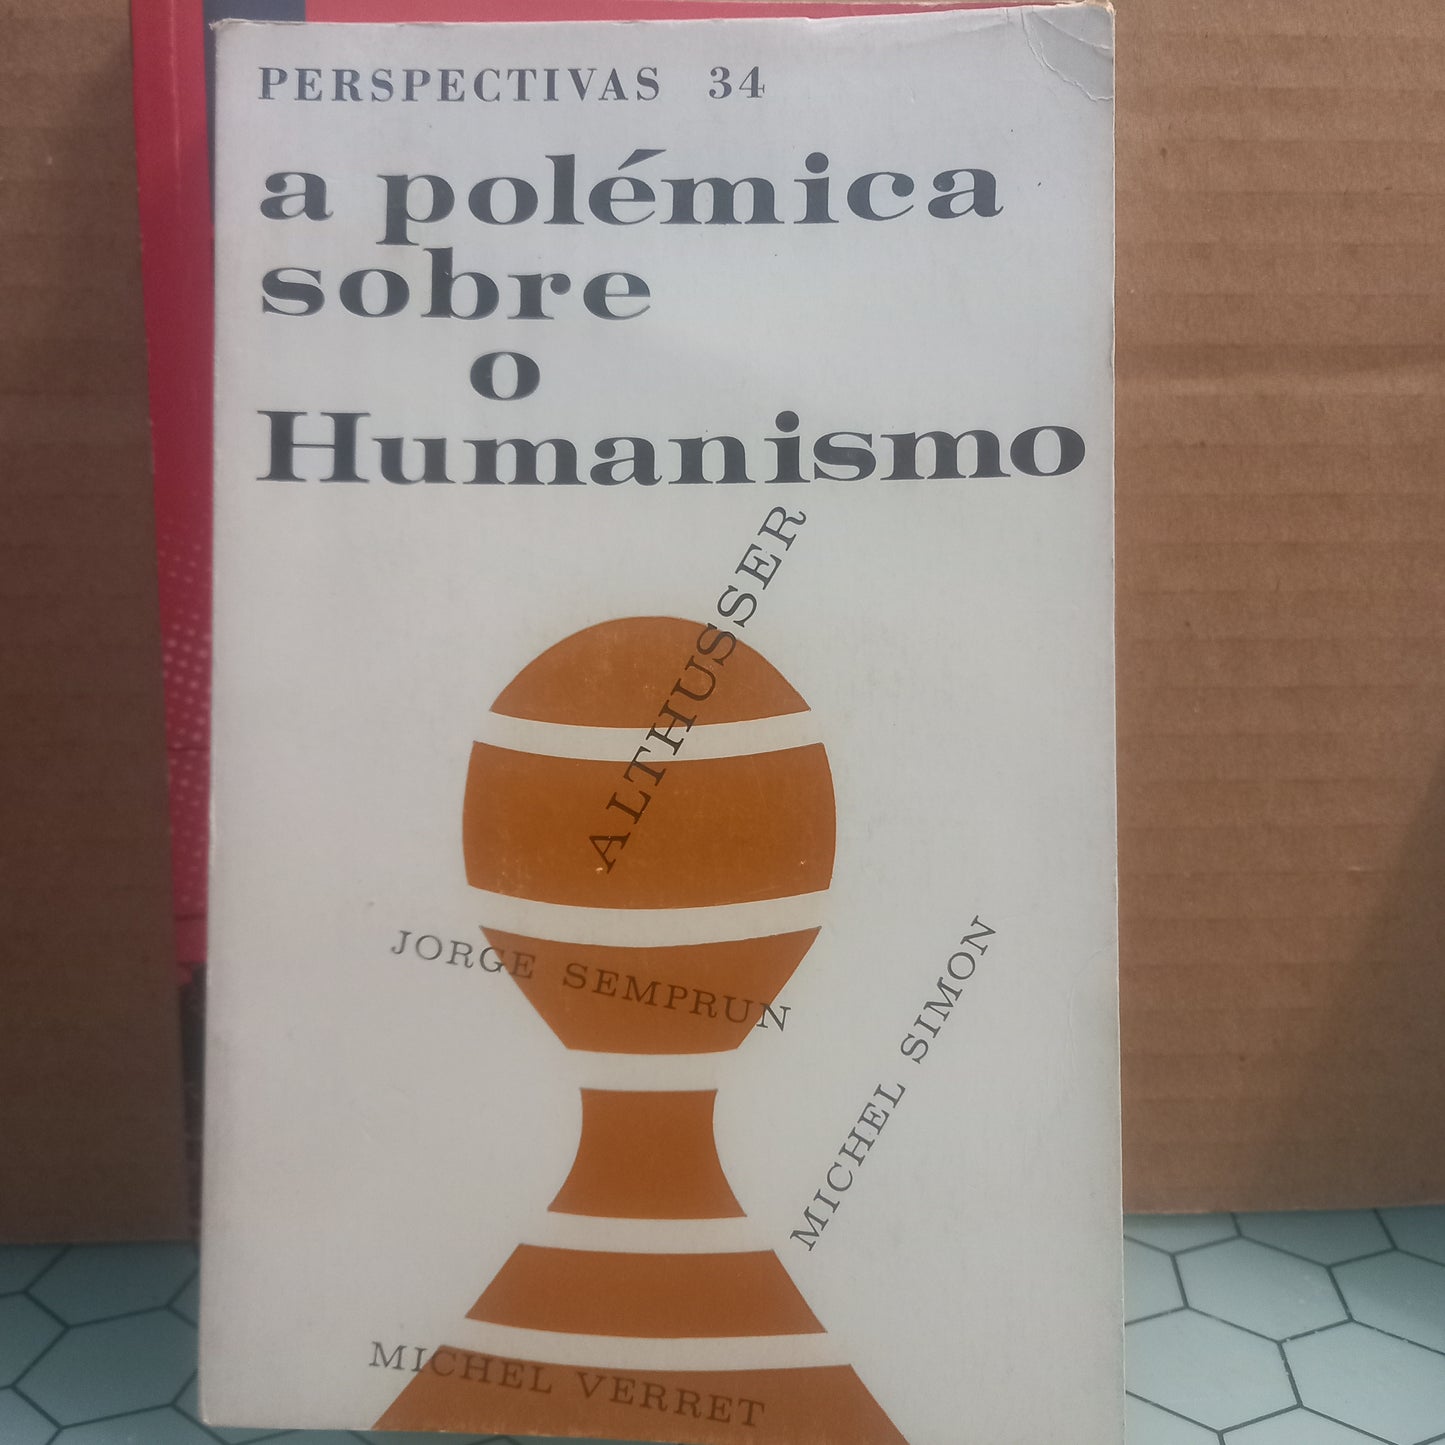 PERSPECTIVAS 34
a polémica
sobre
o
Humanismo
ALTHUSSER
JORGE SEMPRUN
MICHEL SIMON
MICHEL VERRET